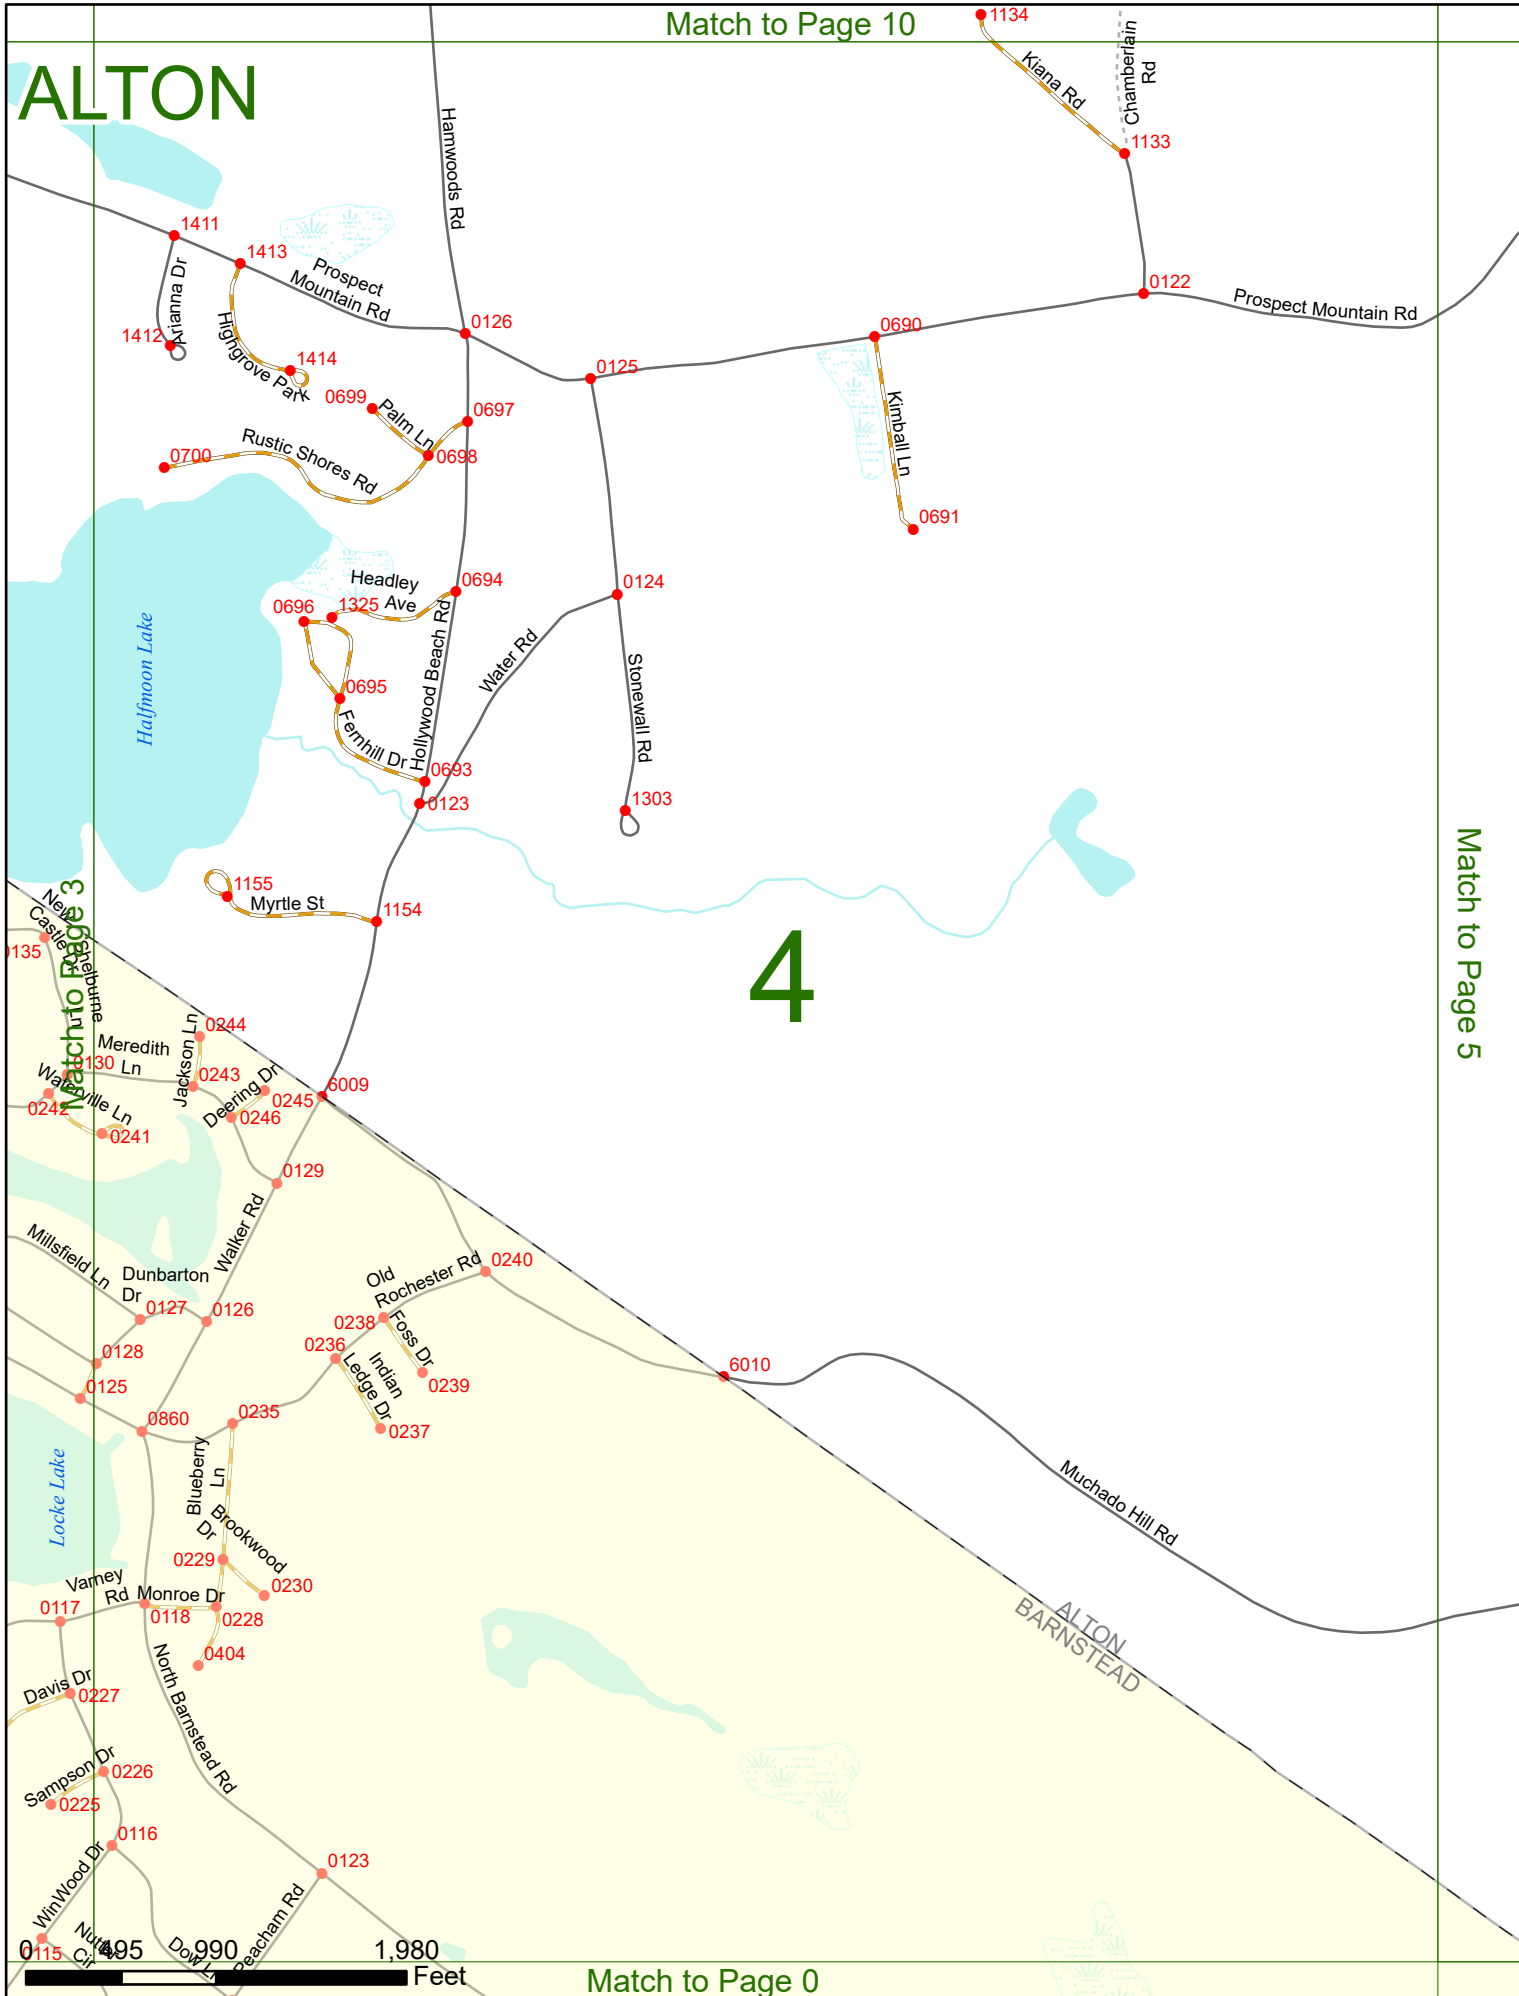 Match to Page 10
ALTON
1134
Kiana Rd
Chamberlain
Rd
1133
Hamwoods Rd
1411
1413
Prospect
Mountain Rd
Arianna Dr
1412
Highgrove Park
1414
0126
0122
Prospect Mountain Rd
0690
0125
0699
Palm Ln
0697
0698
Rustic Shores Rd
0700
Kimball Ln
0691
Headley
Ave
0694
0124
0696
1325
Hollywood Beach Rd
Water Rd
Halfmoon Lake
Stonewall Rd
0695
Fernhill Dr
0693
0123
1303
Match to Page 3
Match to Page 5
1155
Myrtle St
1154
4
New
Castle Dr
0135
Shelburne
Ln
0244
Jackson Ln
Meredith
Ln
0130
0243
Deering Dr
0245
6009
0242
Waterville Ln
0241
0246
0129
Walker Rd
Millsfield Ln
Dunbarton
Dr
0127
0126
Old
Rochester Rd
0240
0238
Foss Dr
0236
Indian
Ledge Dr
0239
0237
6010
0128
0125
0860
0235
Blueberry
Ln
Locke Lake
Muchado Hill Rd
Brookwood
Dr
0229
0230
Varney
Rd
Monroe Dr
0117
0118
0228
0404
ALTON
BARNSTEAD
North Barnstead Rd
Davis Dr
0227
Sampson Dr
0226
0225
0116
WinWood Dr
0123
Peacham Rd
Nutter
Cir
0115
Dow Ln
0 495 990 1,980
Feet
Match to Page 0